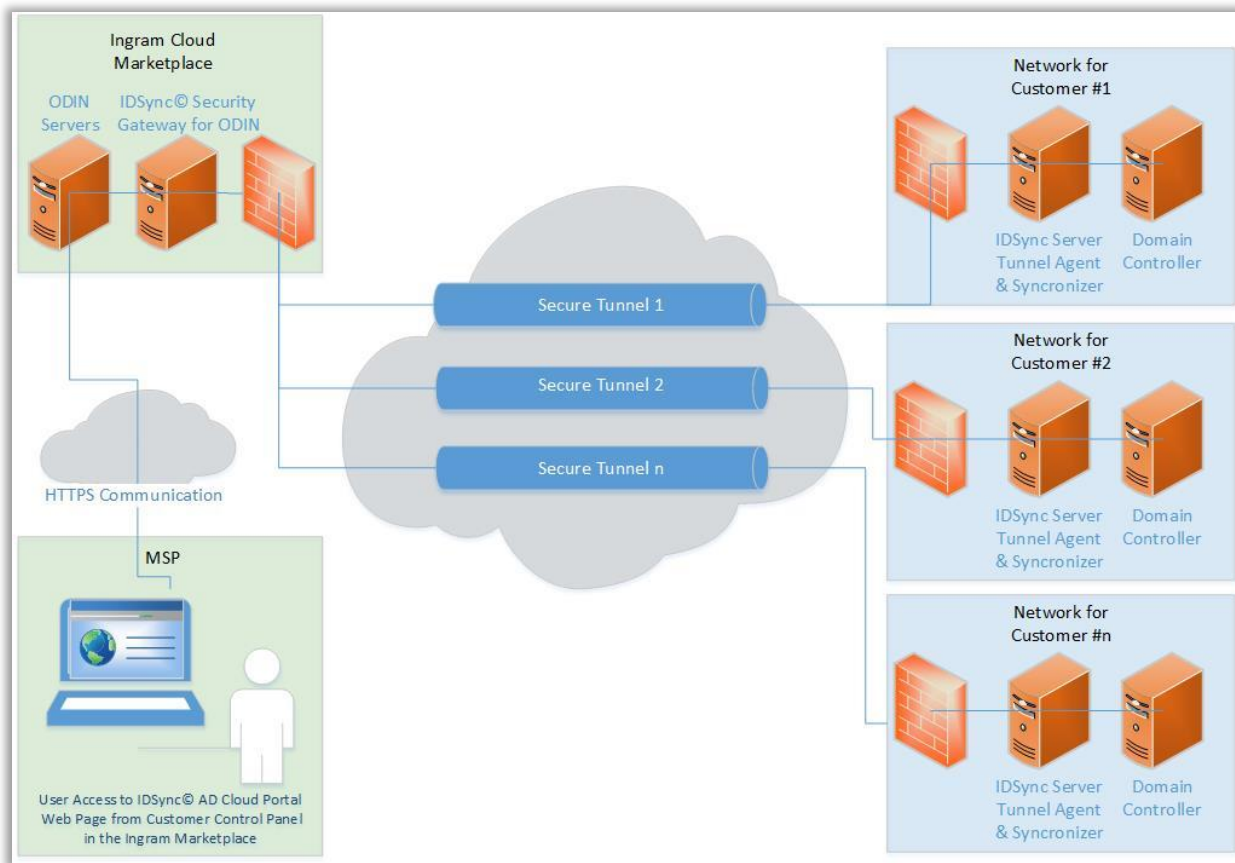 Ingram Cloud
Marketplace
ODIN
Servers
IDSync© Security
Gateway for ODIN
HTTPS Communication
MSP
User Access to IDSync© AD Cloud Portal
Web Page from Customer Control Panel
in the Ingram Marketplace
Secure Tunnel 1
Secure Tunnel 2
Secure Tunnel n
Network for
Customer #1
IDSync Server
Tunnel Agent
& Syncronizer
Domain
Controller
Network for
Customer #2
IDSync Server
Tunnel Agent
& Syncronizer
Domain
Controller
Network for
Customer #n
IDSync Server
Tunnel Agent
& Syncronizer
Domain
Controller